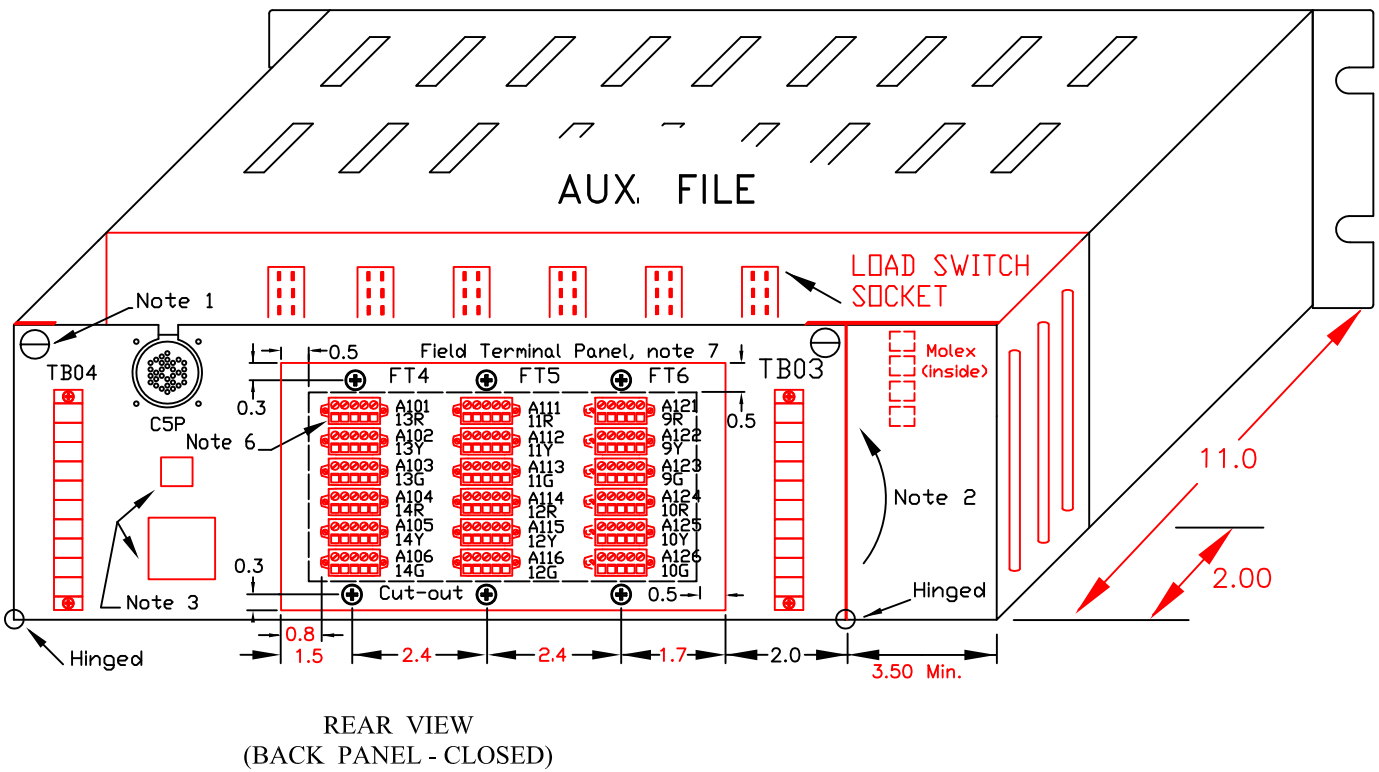 AUX. FILE
LOAD SWITCH
SOCKET
Note 1
0.5
Field Terminal Panel, note 7
Molex
(inside)
TB04
FT4
FT5
FT6
TB03
0.3
C5P
0.5
Note 6
A101
13R
A102
13Y
A103
13G
A104
14R
A105
14Y
A106
14G
A111
11R
A112
11Y
A113
11G
A114
12R
A115
12Y
A116
12G
A121
9R
A122
9Y
A123
9G
A124
10R
A125
10Y
A126
10G
11.0
Note 2
2.00
0.3
Note 3
Cut-out
0.5
Hinged
Hinged
0.8
1.5
2.4
2.4
1.7
2.0
3.50 Min.
REAR VIEW
(BACK PANEL - CLOSED)